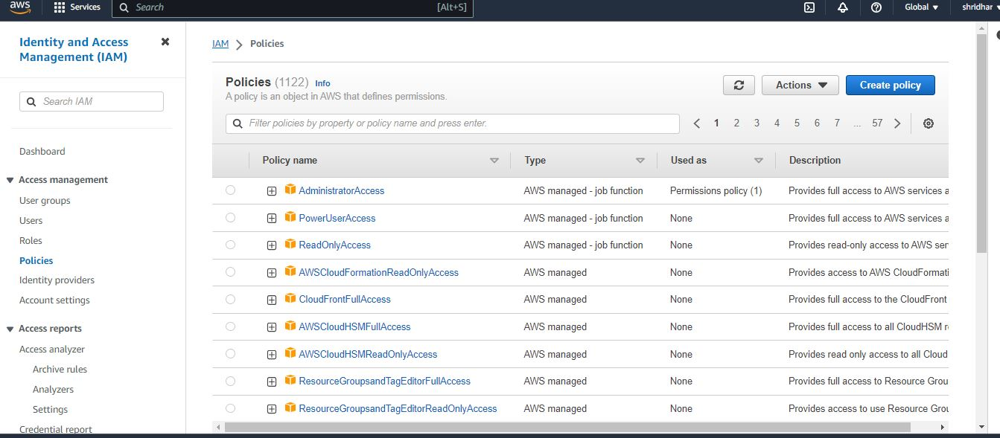 aws
Services
Search [Alt+S]
Global
shridhar
Identity and Access
Management (IAM)
Search IAM
Dashboard
Access management
User groups
Users
Roles
Policies
Identity providers
Account settings
Access reports
Access analyzer
Archive rules
Analyzers
Settings
Credential report
IAM > Policies
Policies (1122) Info
A policy is an object in AWS that defines permissions.
Actions
Create policy
Filter policies by property or policy name and press enter.
1 2 3 4 5 6 7 ... 57
Policy name Type Used as Description
AdministratorAccess AWS managed - job function Permissions policy (1) Provides full access to AWS services a
PowerUserAccess AWS managed - job function None Provides full access to AWS services a
ReadOnlyAccess AWS managed - job function None Provides read-only access to AWS ser
AWSCloudFormationReadOnlyAccess AWS managed None Provides access to AWS CloudFormati
CloudFrontFullAccess AWS managed None Provides full access to the CloudFront
AWSCloudHSMFullAccess AWS managed None Provides full access to all CloudHSM r
AWSCloudHSMReadOnlyAccess AWS managed None Provides read only access to all Cloud
ResourceGroupsandTagEditorFullAccess AWS managed None Provides full access to Resource Grou
ResourceGroupsandTagEditorReadOnlyAccess AWS managed None Provides access to use Resource Grou